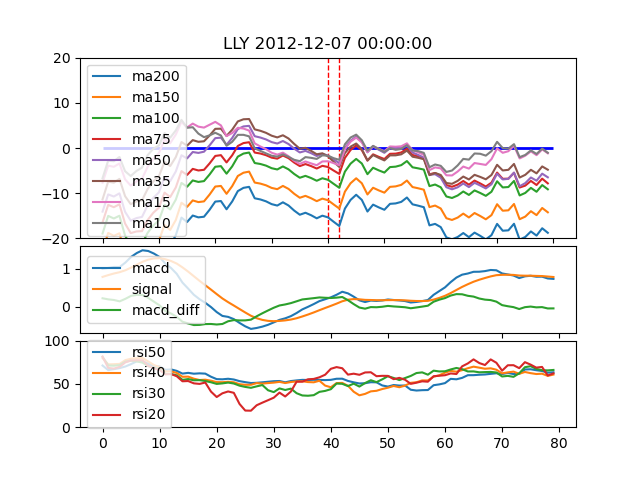 LLY 2012-12-07 00:00:00
20
10
0
−10
−20
ma200
ma150
ma100
ma75
ma50
ma35
ma15
ma10
1
0
macd
signal
macd_diff
100
50
0
rsi50
rsi40
rsi30
rsi20
0 10 20 30 40 50 60 70 80